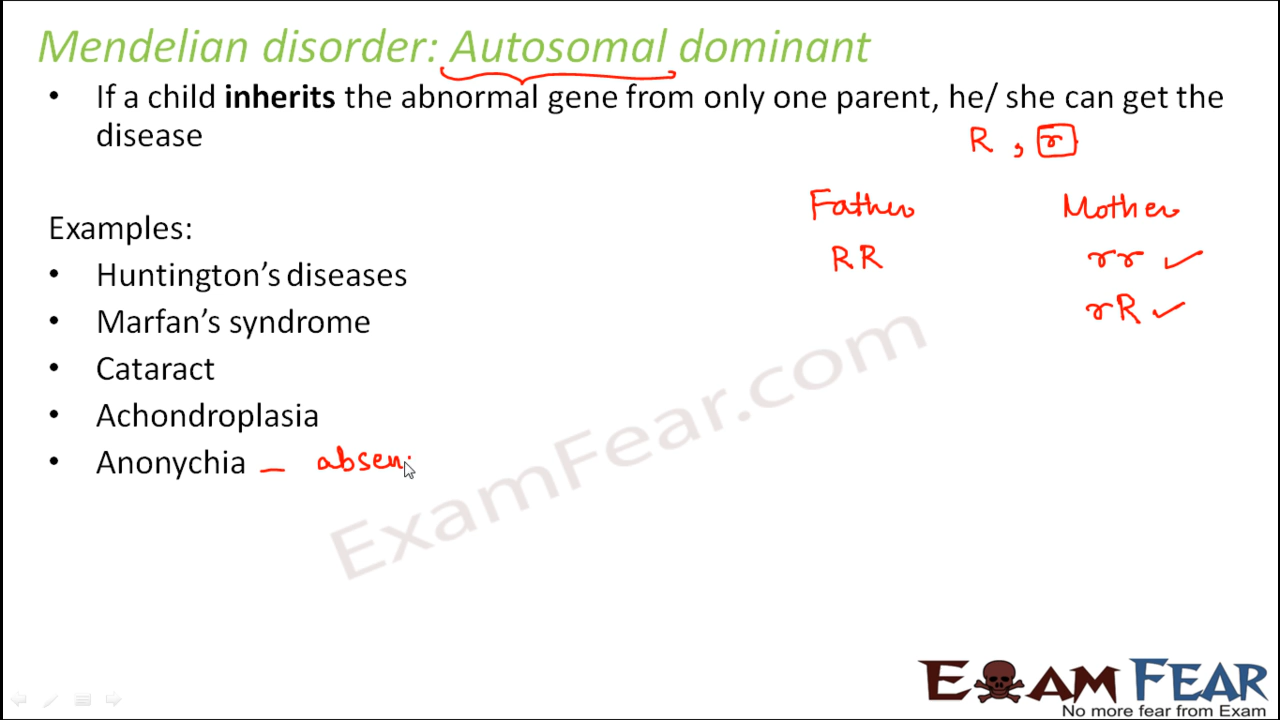 Mendelian disorder: Autosomal dominant
• If a child inherits the abnormal gene from only one parent, he/ she can get the
disease
R , r
Father Mother
Examples:
RR rr ✓
• Huntington’s diseases
rR ✓
• Marfan’s syndrome
• Cataract
• Achondroplasia
• Anonychia – absen
ExamFear.com
EXAM FEAR
No more fear from Exam